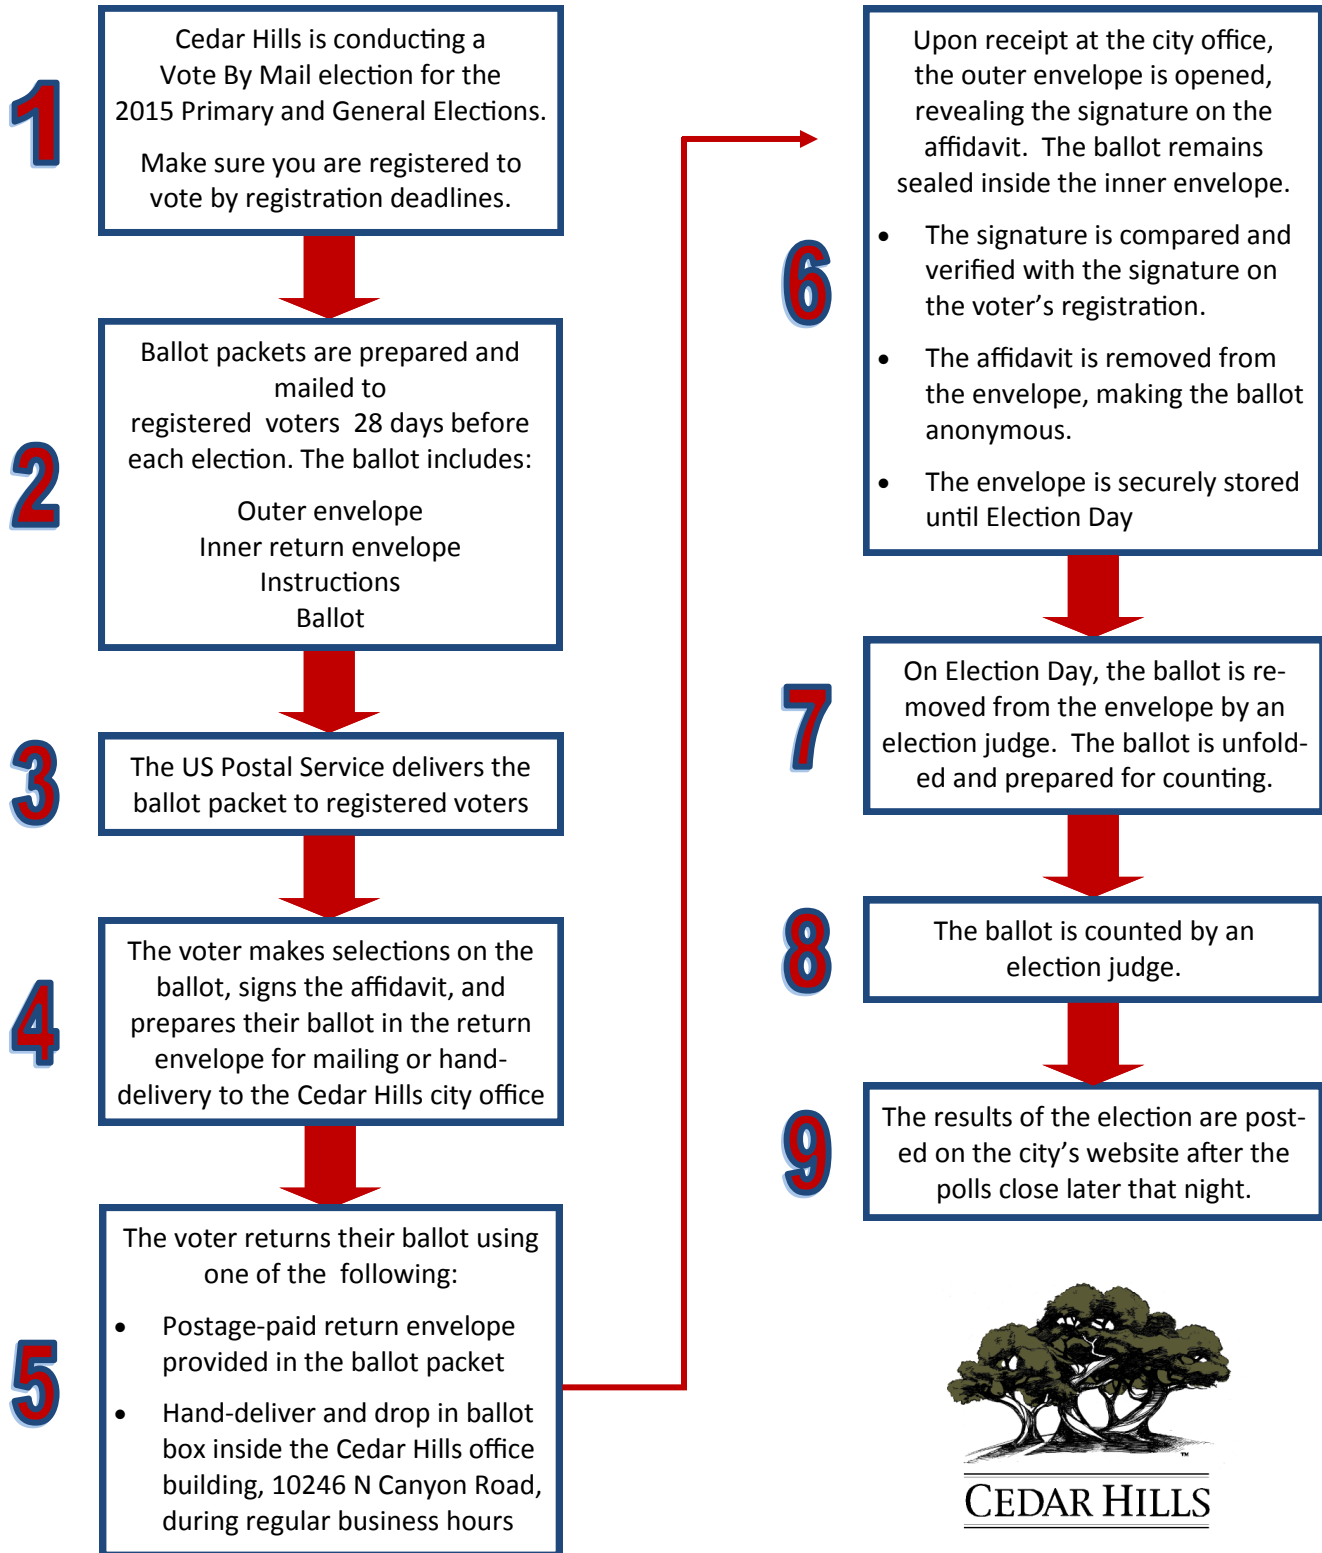 1
Cedar Hills is conducting a
Vote By Mail election for the
2015 Primary and General Elections.
Make sure you are registered to
vote by registration deadlines.
2
Ballot packets are prepared and
mailed to
registered voters 28 days before
each election. The ballot includes:
Outer envelope
Inner return envelope
Instructions
Ballot
3
The US Postal Service delivers the
ballot packet to registered voters
4
The voter makes selections on the
ballot, signs the affidavit, and
prepares their ballot in the return
envelope for mailing or hand-
delivery to the Cedar Hills city office
5
The voter returns their ballot using
one of the following:
• Postage-paid return envelope
provided in the ballot packet
• Hand-deliver and drop in ballot
box inside the Cedar Hills office
building, 10246 N Canyon Road,
during regular business hours
6
Upon receipt at the city office,
the outer envelope is opened,
revealing the signature on the
affidavit. The ballot remains
sealed inside the inner envelope.
• The signature is compared and
verified with the signature on
the voter’s registration.
• The affidavit is removed from
the envelope, making the ballot
anonymous.
• The envelope is securely stored
until Election Day
7
On Election Day, the ballot is re-
moved from the envelope by an
election judge. The ballot is unfold-
ed and prepared for counting.
8
The ballot is counted by an
election judge.
9
The results of the election are post-
ed on the city’s website after the
polls close later that night.
™
CEDAR HILLS